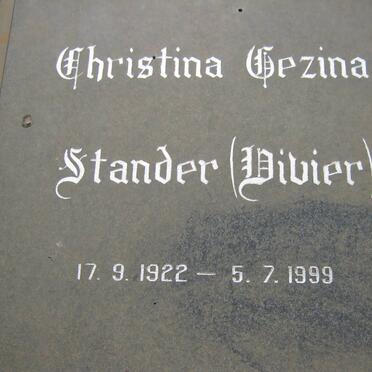 Christina Gezina
Stander (Vivier)
17. 9. 1922 — 5. 7. 1999